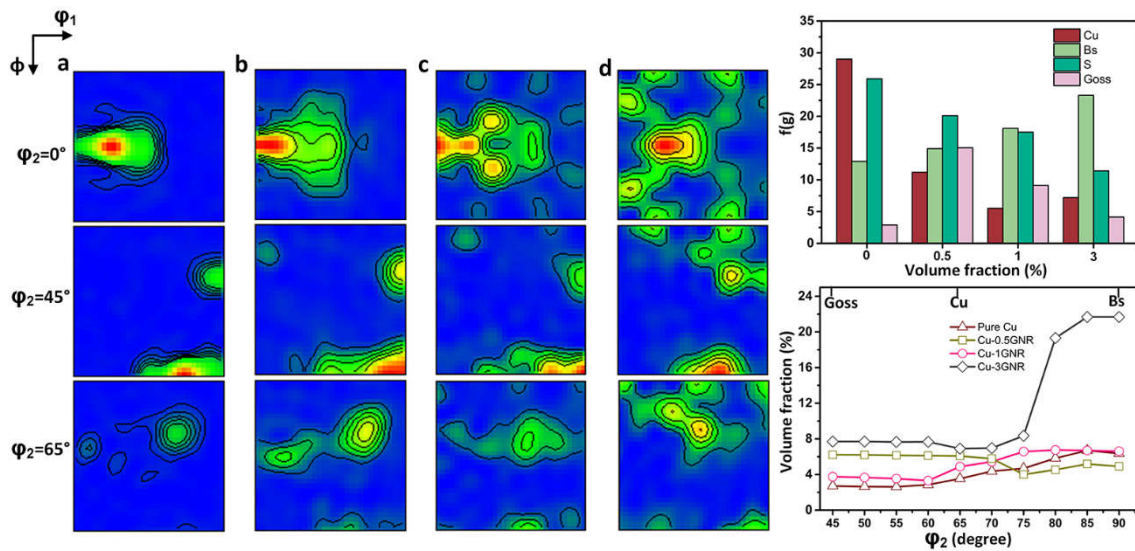 φ1
ϕ
a
b
c
d
φ2=0°
φ2=45°
φ2=65°
Cu
Bs
S
Goss
f(g)
35
30
25
20
15
10
5
0
0 0.5 1 3
Volume fraction (%)
Goss Cu Bs
Pure Cu
Cu-0.5GNR
Cu-1GNR
Cu-3GNR
Volume fraction (%)
24
20
16
12
8
4
0
45 50 55 60 65 70 75 80 85 90
φ2 (degree)